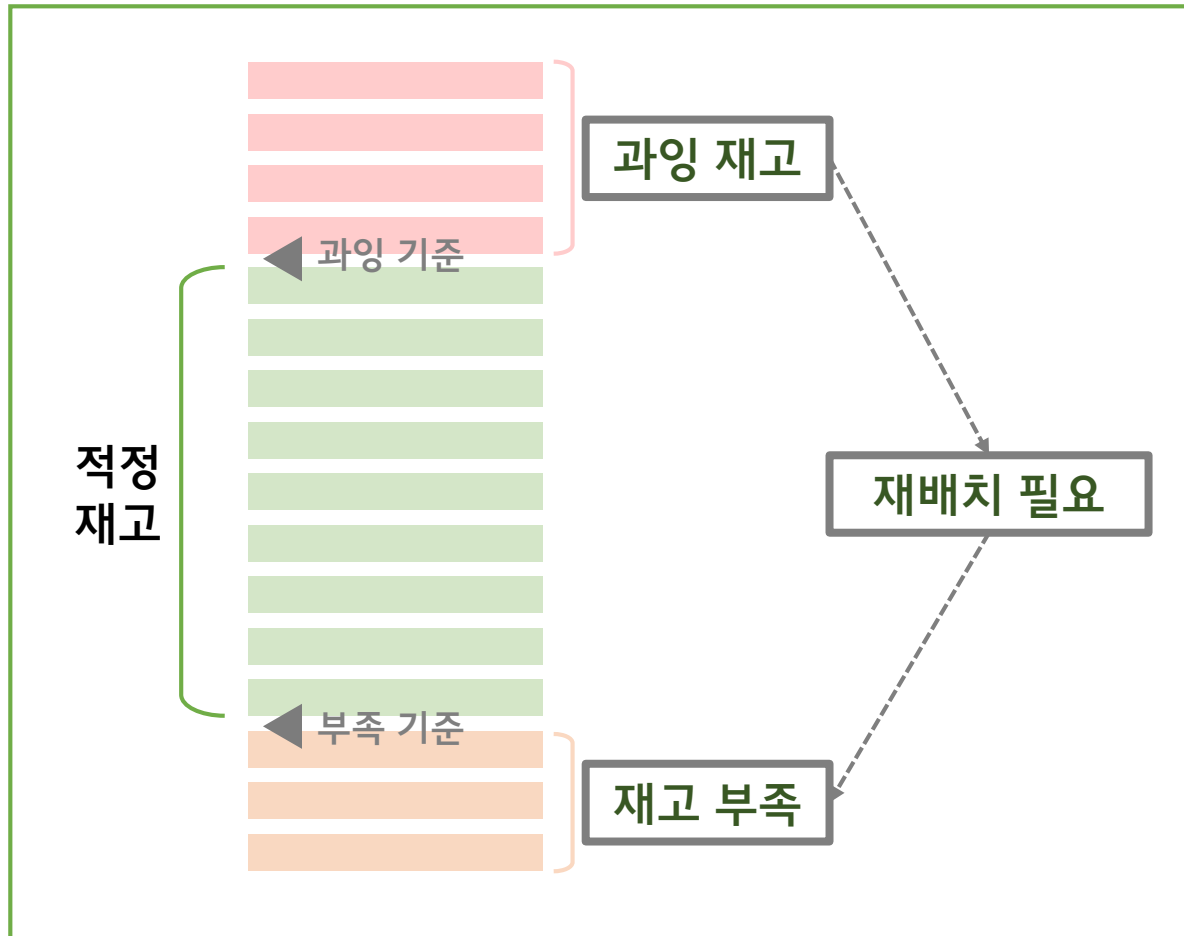 과잉 재고
과잉 기준
적정
재고
재배치 필요
부족 기준
재고 부족